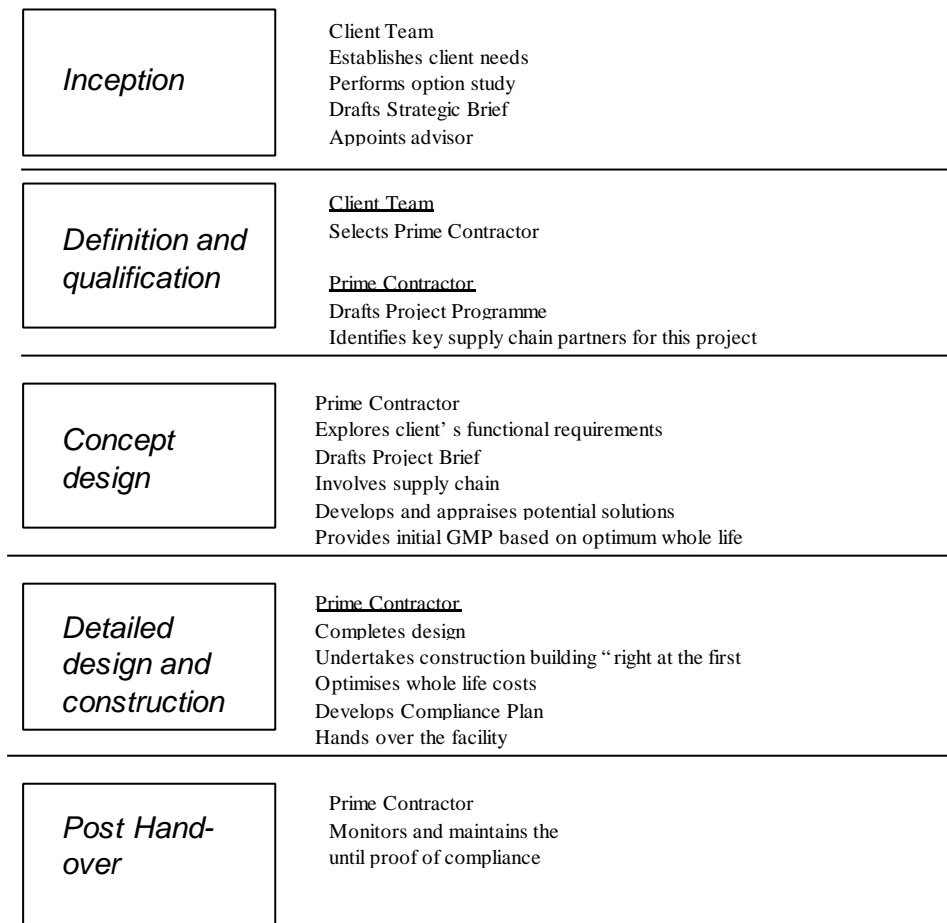 Inception
Client Team
Establishes client needs
Performs option study
Drafts Strategic Brief
Appoints advisor
Definition and
qualification
Client Team
Selects Prime Contractor
Prime Contractor
Drafts Project Programme
Identifies key supply chain partners for this project
Concept
design
Prime Contractor
Explores client’ s functional requirements
Drafts Project Brief
Involves supply chain
Develops and appraises potential solutions
Provides initial GMP based on optimum whole life
Detailed
design and
construction
Prime Contractor
Completes design
Undertakes construction building “ right at the first
Optimises whole life costs
Develops Compliance Plan
Hands over the facility
Post Hand-
over
Prime Contractor
Monitors and maintains the
until proof of compliance